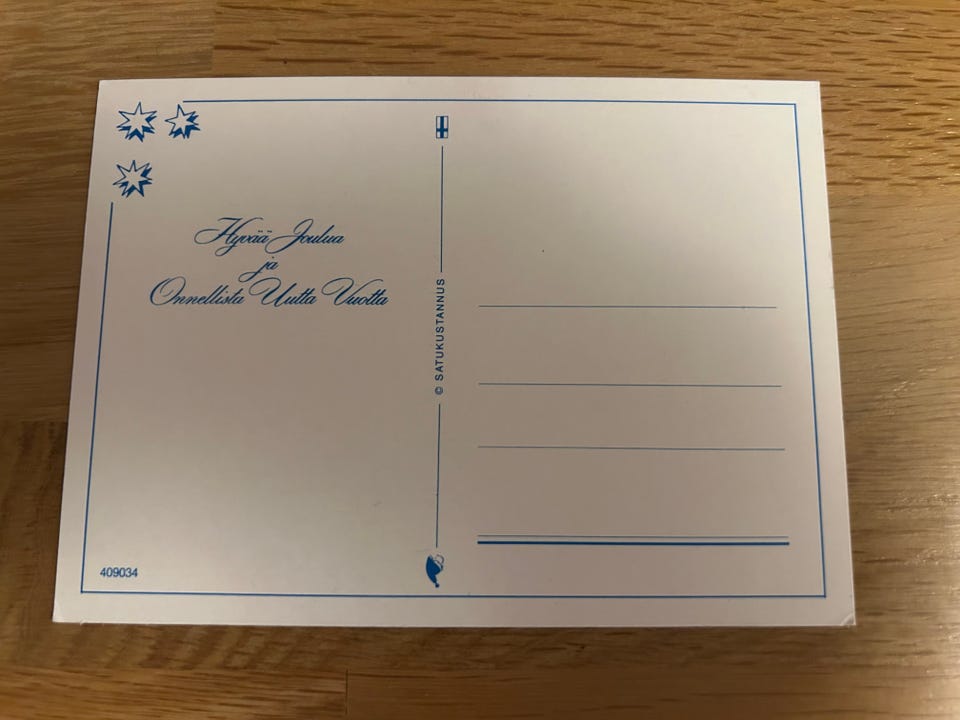 Hyvää Joulua
ja
Onnellista Uutta Vuotta
© SATUKUSTANNUS
409034